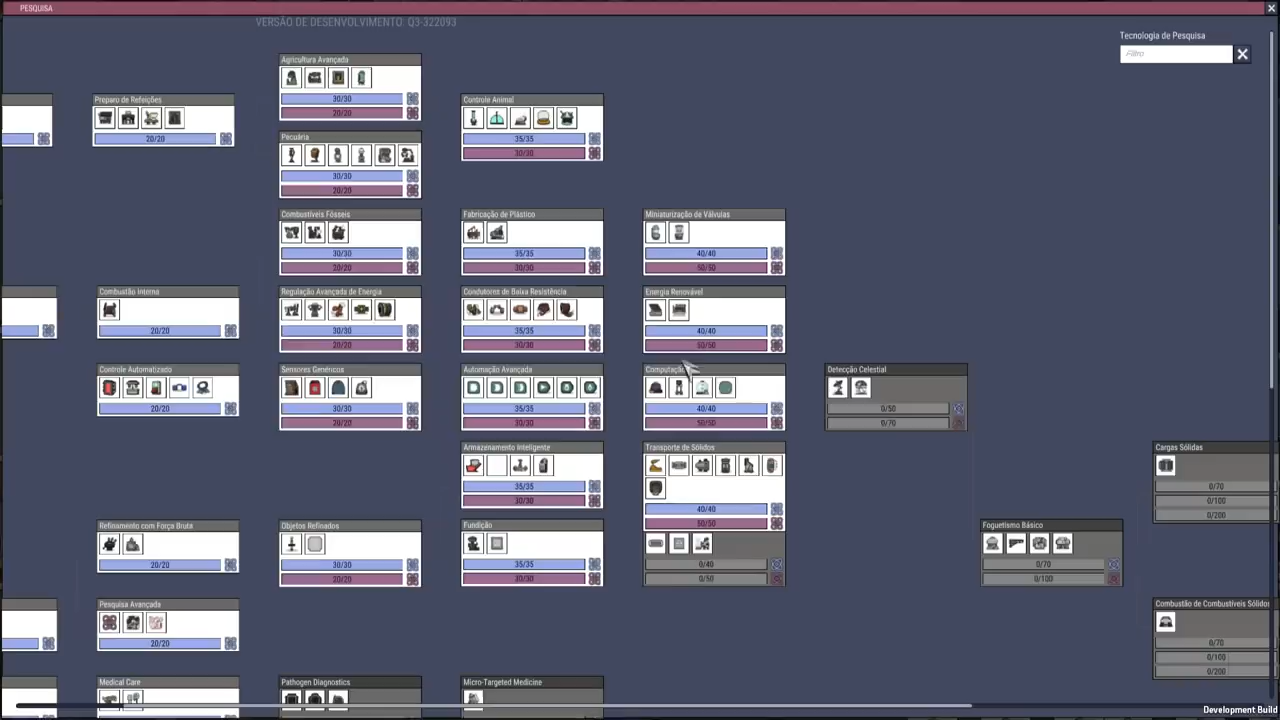 PESQUISA
VERSÃO DE DESENVOLVIMENTO Q3-322093
Tecnologia de Pesquisa
Filtro
Agricultura Avançada
30/30
20/20
Preparo de Refeições
20/20
Controle Animal
35/35
30/30
Pecuária
30/30
20/20
Combustíveis Fósseis
30/30
20/20
Fabricação de Plástico
35/35
30/30
Miniaturização de Válvulas
40/40
50/50
Combustão Interna
20/20
Regulação Avançada de Energia
30/30
20/20
Condutores de Baixa Resistência
35/35
30/30
Energia Renovável
40/40
50/50
Controle Automatizado
20/20
Sensores Genéricos
30/30
20/20
Automação Avançada
35/35
30/30
Computação
40/40
50/50
Detecção Celestial
0/50
0/70
Armazenamento Inteligente
35/35
30/30
Transporte de Sólidos
40/40
50/50
Cargas Sólidas
0/70
0/100
0/200
Refinamento com Força Bruta
20/20
Objetos Refinados
30/30
20/20
Fundição
35/35
30/30
0/40
0/50
Foguetismo Básico
0/70
0/100
Pesquisa Avançada
20/20
Combustão de Combustíveis Sólidos
0/70
0/100
0/200
Medical Care
Pathogen Diagnostics
Micro-Targeted Medicine
Development Build